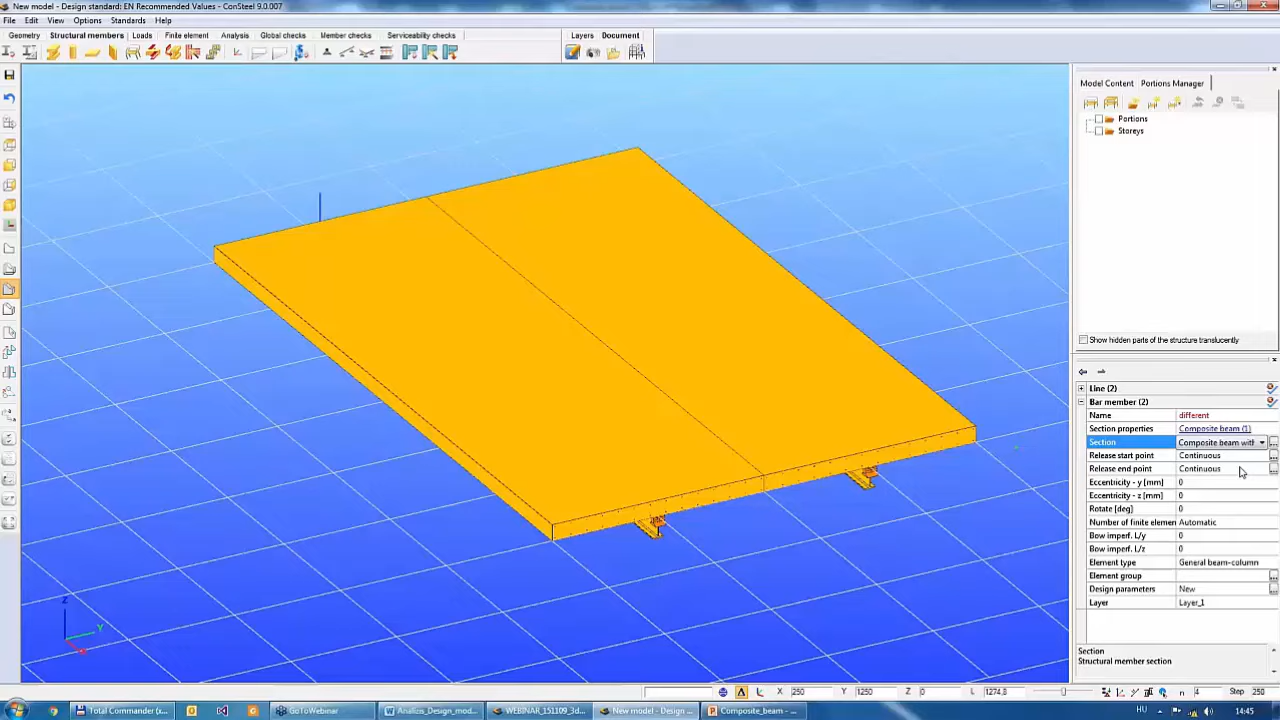 New model - Design standard: EN Recommended Values - ConSteel 9.0.007
File Edit View Options Standards Help
Geometry Structural members Loads Finite element Analysis Global checks Member checks Serviceability checks Layers Document
Model Content Portions Manager
Portions
Storeys
Show hidden parts of the structure translucently
Line (2)
Bar member (2)
Name different
Section properties Composite beam (1)
Section Composite beam with
Release start point Continuous
Release end point Continuous
Eccentricity - y [mm] 0
Eccentricity - z [mm] 0
Rotate [deg] 0
Number of finite elemen Automatic
Bow imperf. L/y 0
Bow imperf. L/z 0
Element type General beam-column
Element group
Design parameters New
Layer Layer_1
Section
Structural member section
Z
Y
X 250 Y 1250 Z 0 L 1274,8 n 4 Step 250
Total Commander (x... GoToWebinar Analizis_Design_mod... WEBINAR_151109_3d... New model - Design ... Composite_beam - ... HU 14:45